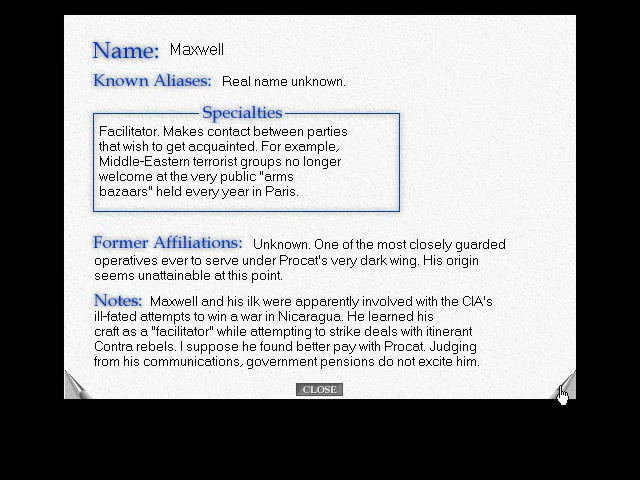 Name: Maxwell
Known Aliases: Real name unknown.
Specialties
Facilitator. Makes contact between parties
that wish to get acquainted. For example,
Middle-Eastern terrorist groups no longer
welcome at the very public "arms
bazaars" held every year in Paris.
Former Affiliations: Unknown. One of the most closely guarded
operatives ever to serve under Procat's very dark wing. His origin
seems unattainable at this point.
Notes: Maxwell and his ilk were apparently involved with the CIA's
ill-fated attempts to win a war in Nicaragua. He learned his
craft as a "facilitator" while attempting to strike deals with itinerant
Contra rebels. I suppose he found better pay with Procat. Judging
from his communications, government pensions do not excite him.
CLOSE